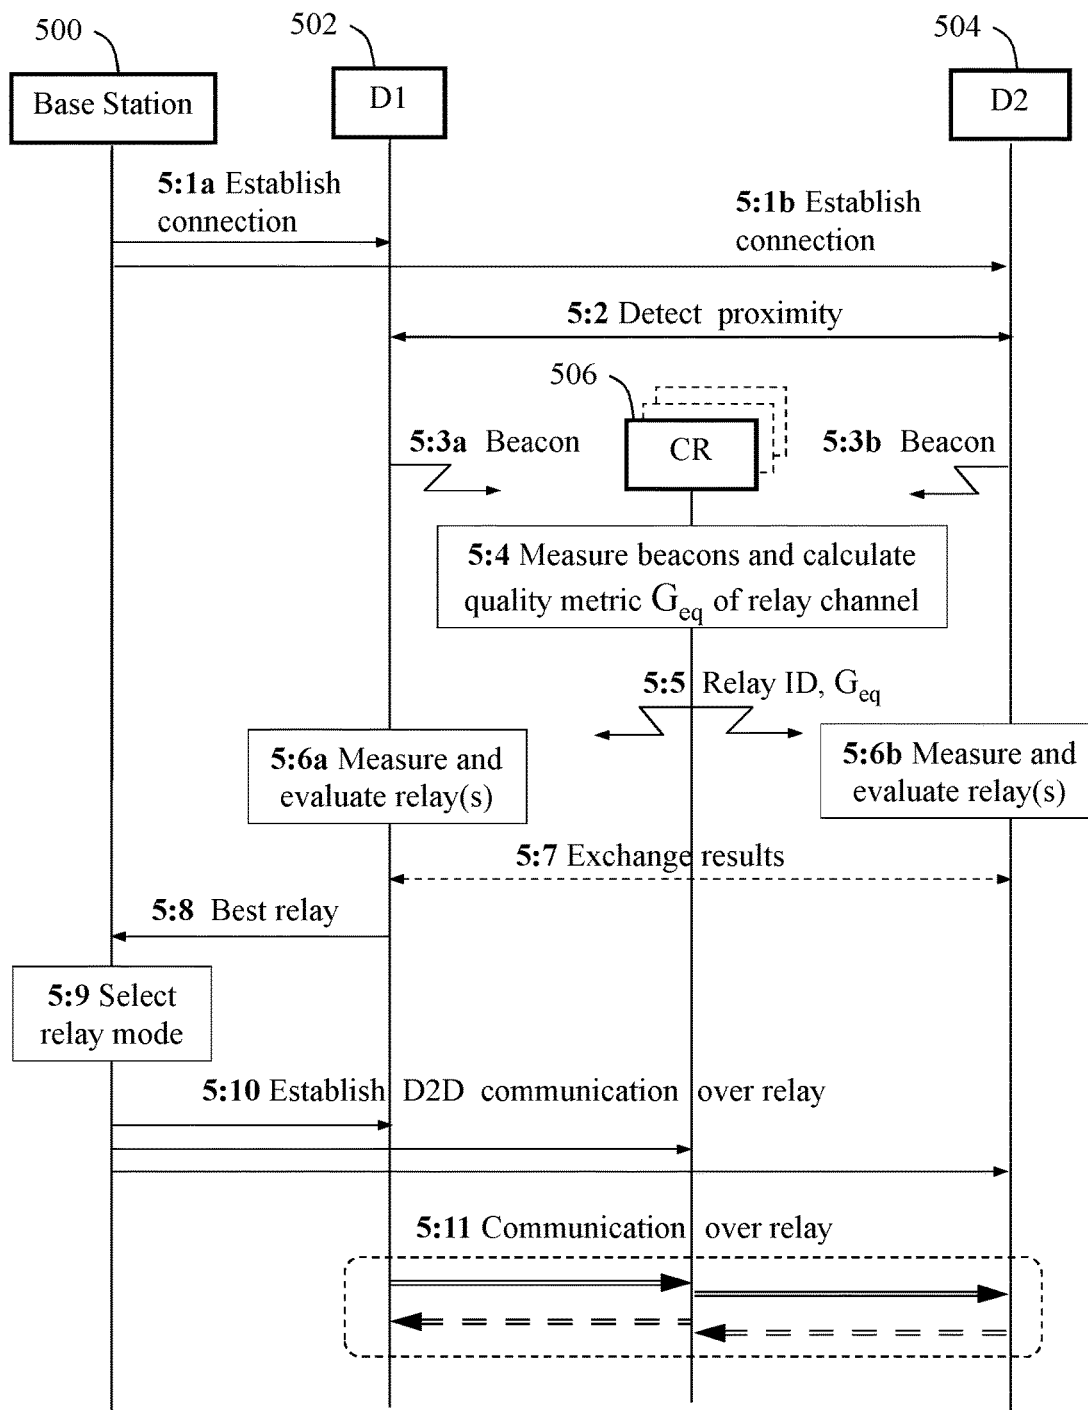 500
502
504
Base Station
D1
D2
5:1a Establish
connection
5:1b Establish
connection
5:2 Detect proximity
506
5:3a Beacon
CR
5:3b Beacon
5:4 Measure beacons and calculate
quality metric Geq of relay channel
5:5 Relay ID, Geq
5:6a Measure and
evaluate relay(s)
5:6b Measure and
evaluate relay(s)
5:7 Exchange results
5:8 Best relay
5:9 Select
relay mode
5:10 Establish D2D communication over relay
5:11 Communication over relay